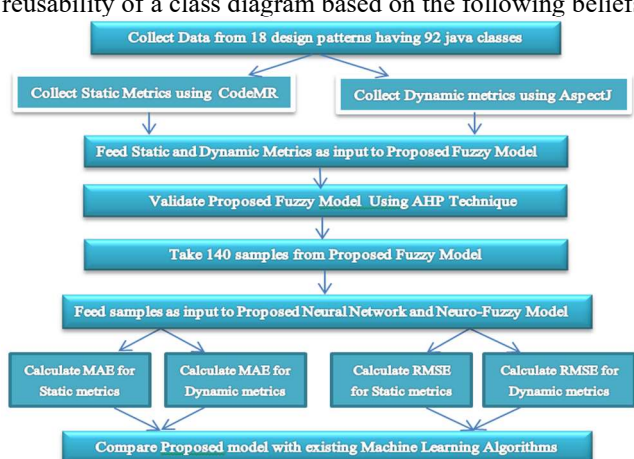 reusability of a class diagram based on the following beliefs
Collect Data from 18 design patterns having 92 java classes
Collect Static Metrics using CodeMR
Collect Dynamic metrics using AspectJ
Feed Static and Dynamic Metrics as input to Proposed Fuzzy Model
Validate Proposed Fuzzy Model Using AHP Technique
Take 140 samples from Proposed Fuzzy Model
Feed samples as input to Proposed Neural Network and Neuro-Fuzzy Model
Calculate MAE for
Static metrics
Calculate MAE for
Dynamic metrics
Calculate RMSE
for Static metrics
Calculate RMSE for
Dynamic metrics
Compare Proposed model with existing Machine Learning Algorithms